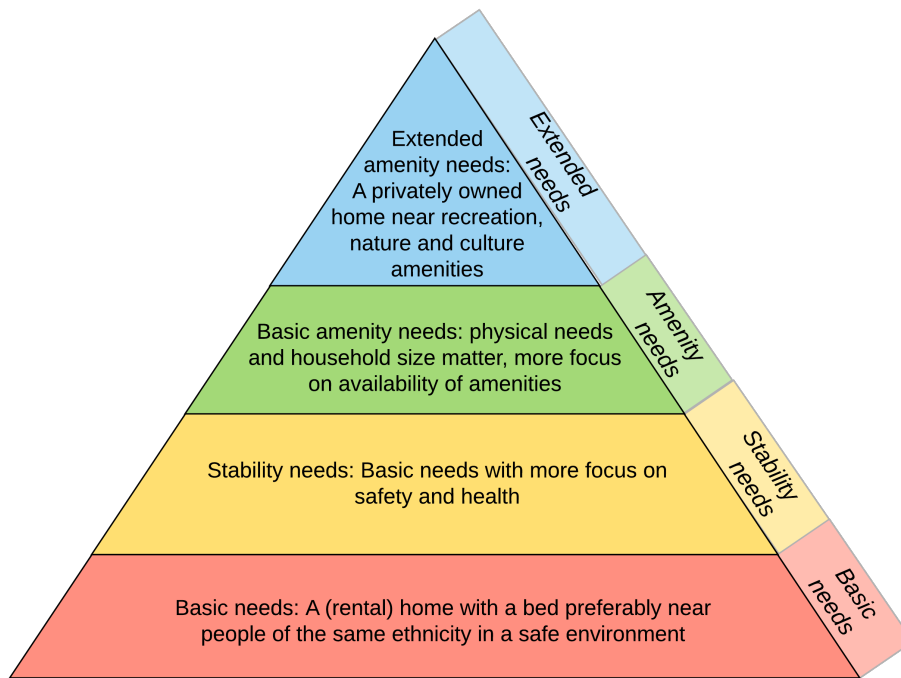 Extended
amenity needs:
A privately owned
home near recreation,
nature and culture
amenities
Extended
needs
Basic amenity needs: physical needs
and household size matter, more focus
on availability of amenities
Amenity
needs
Stability needs: Basic needs with more focus on
safety and health
Stability
needs
Basic needs: A (rental) home with a bed preferably near
people of the same ethnicity in a safe environment
Basic
needs